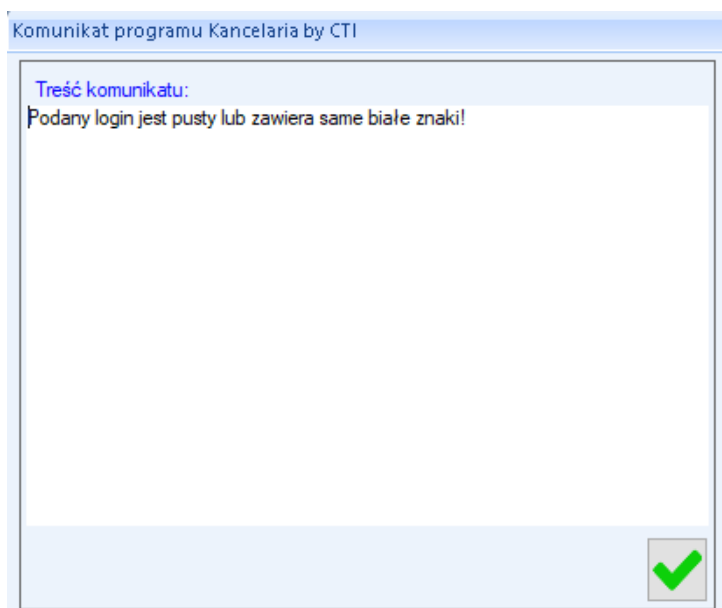 Komunikat programu Kancelaria by CTI
Treść komunikatu:
Podany login jest pusty lub zawiera same białe znaki!